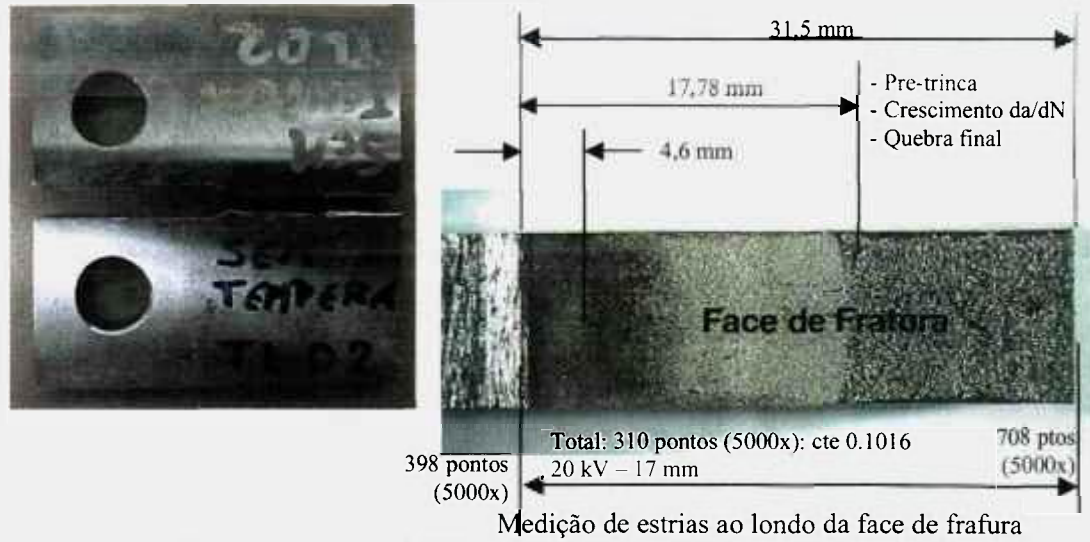 TL02
SEM
TEMPERA
TL02
31,5 mm
17,78 mm
4,6 mm
- Pre-trinca
- Crescimento da/dN
- Quebra final
Face de Fratora
Total: 310 pontos (5000x): cte 0.1016
20 kV – 17 mm
398 pontos
(5000x)
708 ptos
(5000x)
Medição de estrias ao londo da face de frafura